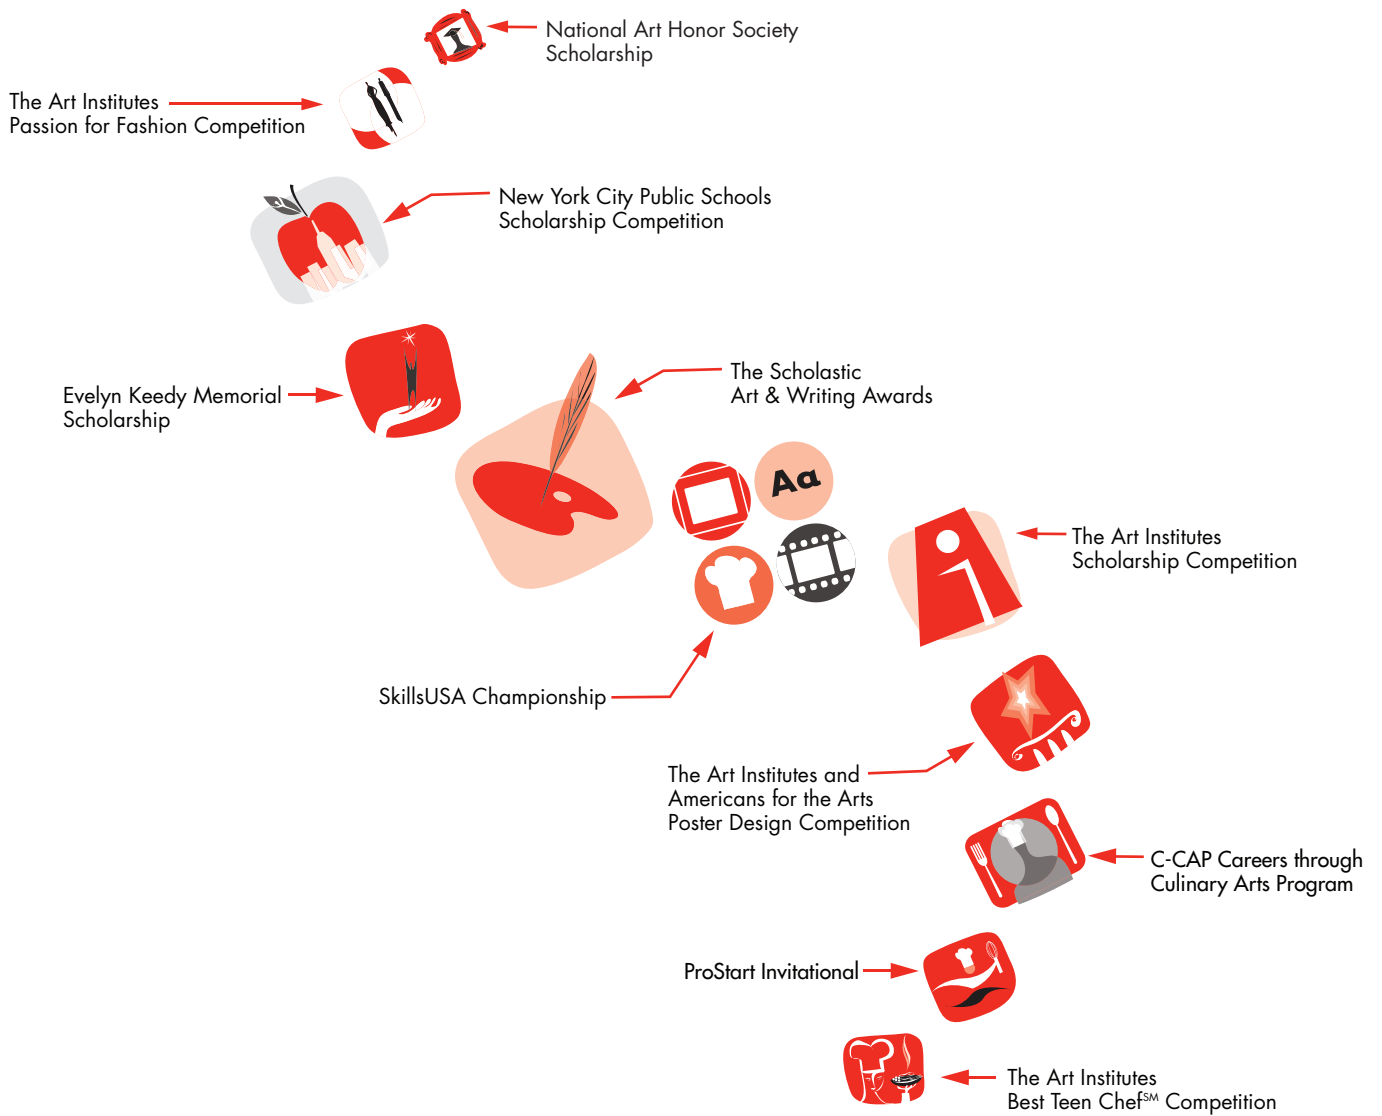 National Art Honor Society
Scholarship
The Art Institutes
Passion for Fashion Competition
New York City Public Schools
Scholarship Competition
Evelyn Keedy Memorial
Scholarship
The Scholastic
Art & Writing Awards
Aa
The Art Institutes
Scholarship Competition
SkillsUSA Championship
The Art Institutes and
Americans for the Arts
Poster Design Competition
C-CAP Careers through
Culinary Arts Program
ProStart Invitational
The Art Institutes
Best Teen Chef℠ Competition